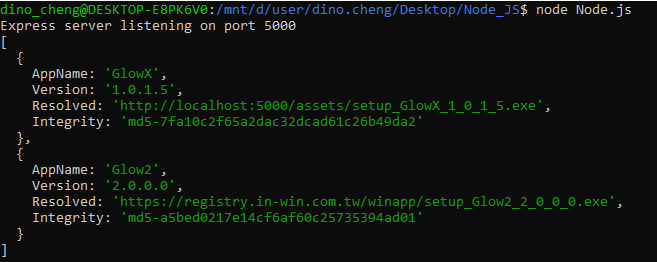 dino_cheng@DESKTOP-E8PK6V0:/mnt/d/user/dino.cheng/Desktop/Node_JS$ node Node.js
Express server listening on port 5000
[
  {
    AppName: 'GlowX',
    Version: '1.0.1.5',
    Resolved: 'http://localhost:5000/assets/setup_GlowX_1_0_1_5.exe',
    Integrity: 'md5-7fa10c2f65a2dac32dcad61c26b49da2'
  },
  {
    AppName: 'Glow2',
    Version: '2.0.0.0',
    Resolved: 'https://registry.in-win.com.tw/winapp/setup_Glow2_2_0_0_0.exe',
    Integrity: 'md5-a5bed0217e14cf6af60c25735394ad01'
  }
]